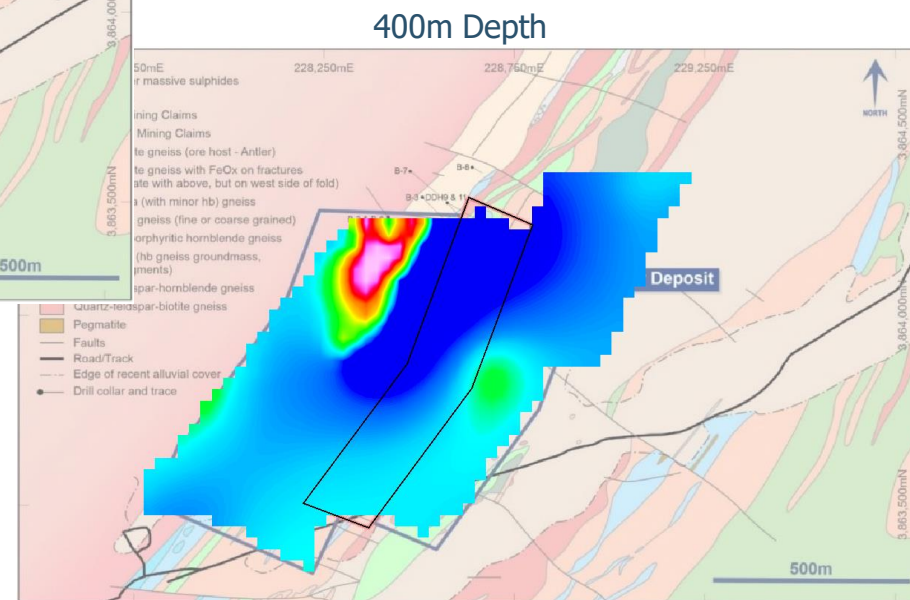 400m Depth
50mE
228,250mE
228,750mE
229,250mE
r massive sulphides
ining Claims
Mining Claims
te gneiss (ore host - Antler)
te gneiss with FeOx on fractures
ate with above, but on west side of fold)
(with minor hb) gneiss
gneiss (fine or coarse grained)
orphyritic hornblende gneiss
(hb gneiss groundmass,
gments)
spar-hornblende gneiss
Quartz-feldspar-biotite gneiss
Pegmatite
Faults
Road/Track
Edge of recent alluvial cover
Drill collar and trace
B-7
B-6
B-3
DDH9 & 11
NORTH
3,864,500mN
3,864,000mN
3,863,500mN
3,863,500mN
Deposit
500m
500m